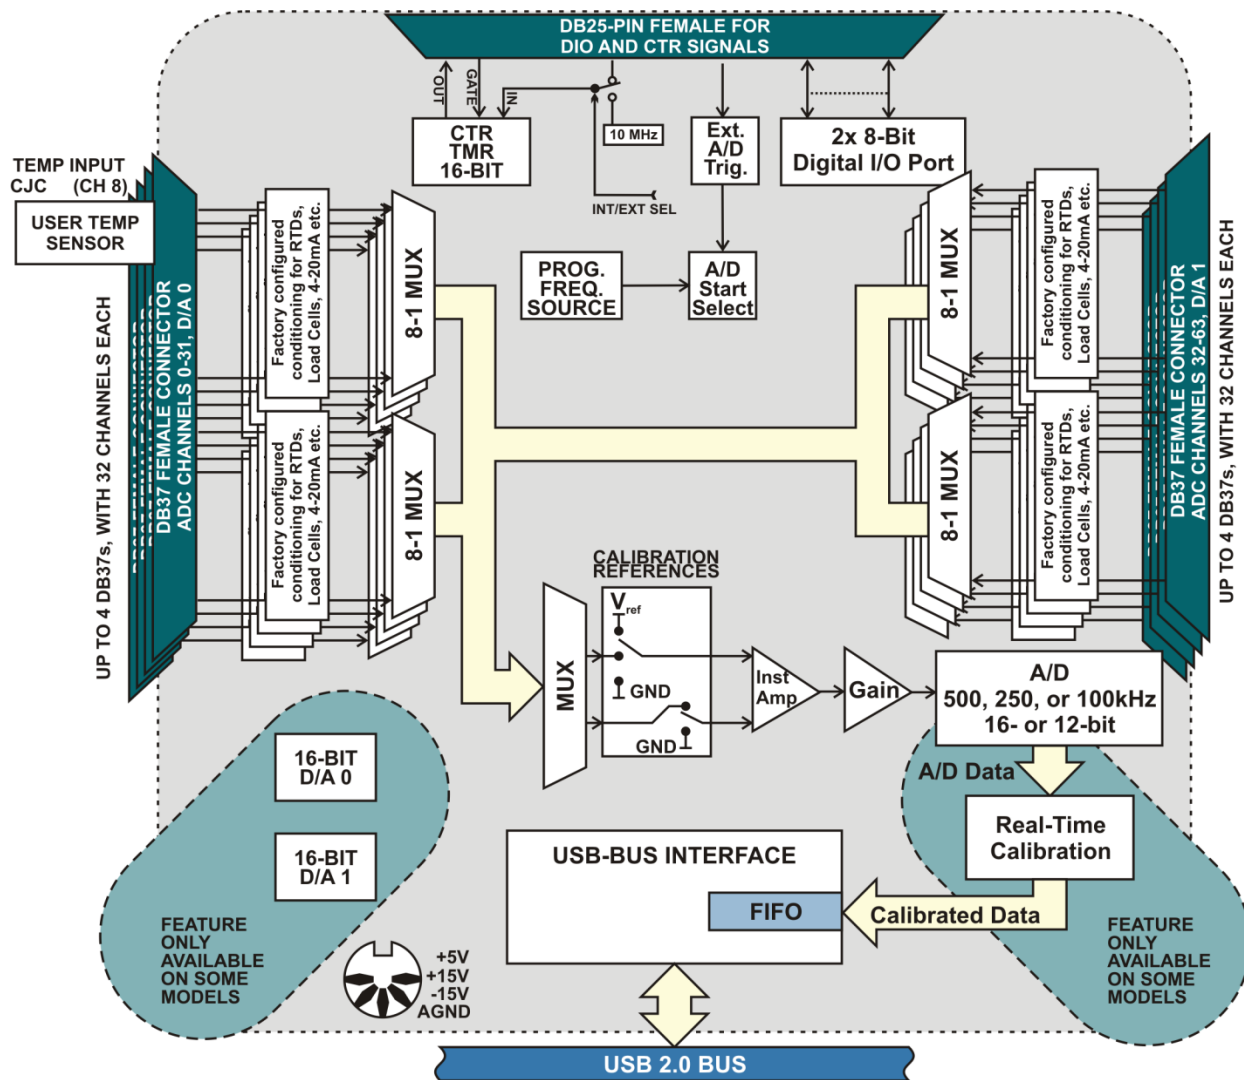 DB25-PIN FEMALE FOR
DIO AND CTR SIGNALS
OUT
GATE
IN
10 MHz
CTR
TMR
16-BIT
Ext.
A/D
Trig.
2x 8-Bit
Digital I/O Port
INT/EXT SEL
PROG.
FREQ.
SOURCE
A/D
Start
Select
TEMP INPUT
CJC (CH 8)
USER TEMP
SENSOR
UP TO 4 DB37s, WITH 32 CHANNELS EACH
DB37 FEMALE CONNECTOR
ADC CHANNELS 0-31, D/A 0
Factory configured
conditioning for RTDs,
Load Cells, 4-20mA etc.
8-1 MUX
Factory configured
conditioning for RTDs,
Load Cells, 4-20mA etc.
8-1 MUX
8-1 MUX
Factory configured
conditioning for RTDs,
Load Cells, 4-20mA etc.
8-1 MUX
Factory configured
conditioning for RTDs,
Load Cells, 4-20mA etc.
DB37 FEMALE CONNECTOR
ADC CHANNELS 32-63, D/A 1
UP TO 4 DB37s, WITH 32 CHANNELS EACH
CALIBRATION
REFERENCES
MUX
Vref
GND
GND
Inst
Amp
Gain
A/D
500, 250, or 100kHz
16- or 12-bit
A/D Data
Real-Time
Calibration
Calibrated Data
FEATURE
ONLY
AVAILABLE
ON SOME
MODELS
16-BIT
D/A 0
16-BIT
D/A 1
FEATURE
ONLY
AVAILABLE
ON SOME
MODELS
+5V
+15V
-15V
AGND
USB-BUS INTERFACE
FIFO
USB 2.0 BUS